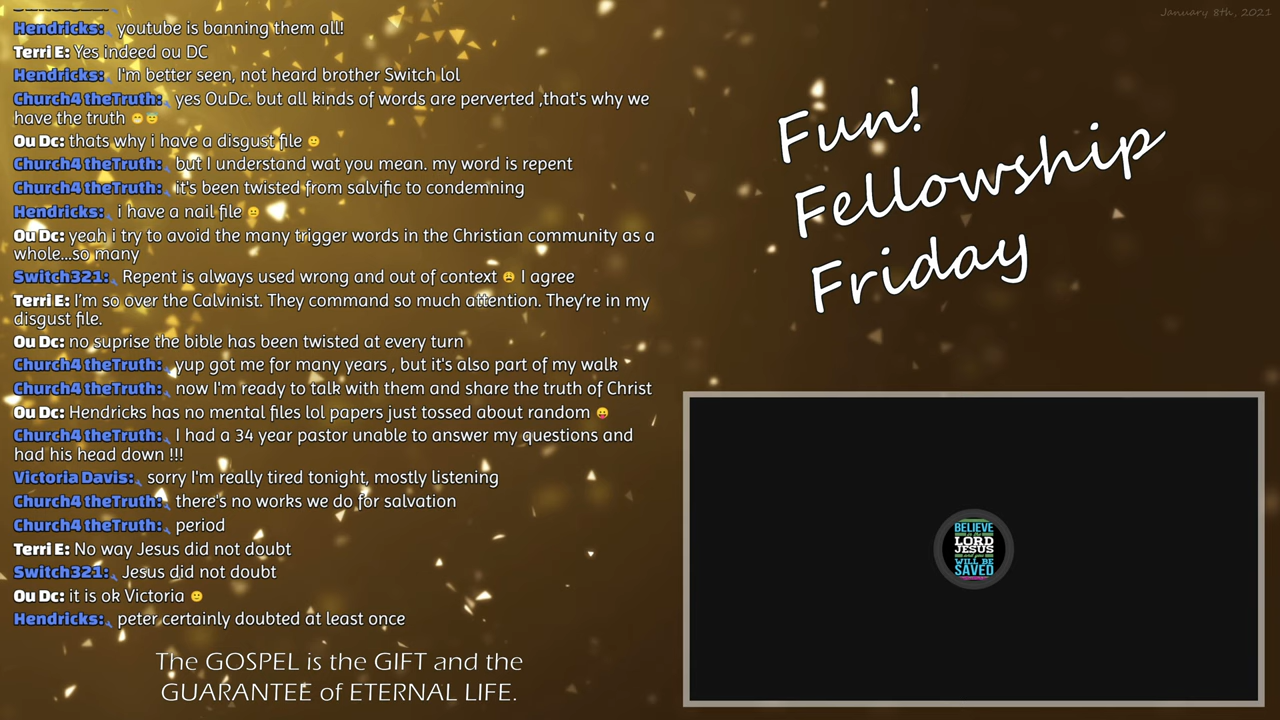 January 8th, 2021
Hendricks: youtube is banning them all!
Terri E: Yes indeed ou DC
Hendricks: I'm better seen, not heard brother Switch lol
Church4 theTruth: yes OuDc. but all kinds of words are perverted ,that's why we
have the truth 😁😇
Ou Dc: thats why i have a disgust file 🙂
Church4 theTruth: but I understand wat you mean. my word is repent
Church4 theTruth: it's been twisted from salvific to condemning
Hendricks: i have a nail file 😐
Ou Dc: yeah i try to avoid the many trigger words in the Christian community as a
whole...so many
Switch321: Repent is always used wrong and out of context 😩 I agree
Terri E: I'm so over the Calvinist. They command so much attention. They're in my
disgust file.
Ou Dc: no suprise the bible has been twisted at every turn
Church4 theTruth: yup got me for many years , but it's also part of my walk
Church4 theTruth: now I'm ready to talk with them and share the truth of Christ
Ou Dc: Hendricks has no mental files lol papers just tossed about random 😛
Church4 theTruth: I had a 34 year pastor unable to answer my questions and
had his head down !!!
Victoria Davis: sorry I'm really tired tonight, mostly listening
Church4 theTruth: there's no works we do for salvation
Church4 theTruth: period
Terri E: No way Jesus did not doubt
Switch321: Jesus did not doubt
Ou Dc: it is ok Victoria 🙂
Hendricks: peter certainly doubted at least once
The GOSPEL is the GIFT and the
GUARANTEE of ETERNAL LIFE.
Fun!
Fellowship
Friday
BELIEVE
LORD
JESUS
WILL BE
SAVED